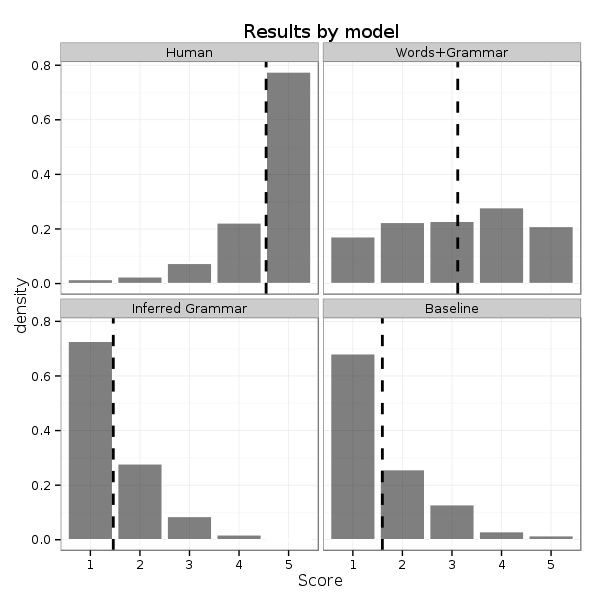 Results by model
Human
Words+Grammar
0.8
0.6
0.4
0.2
0.0
Inferred Grammar
Baseline
0.8
0.6
0.4
0.2
0.0
density
1 2 3 4 5
1 2 3 4 5
Score